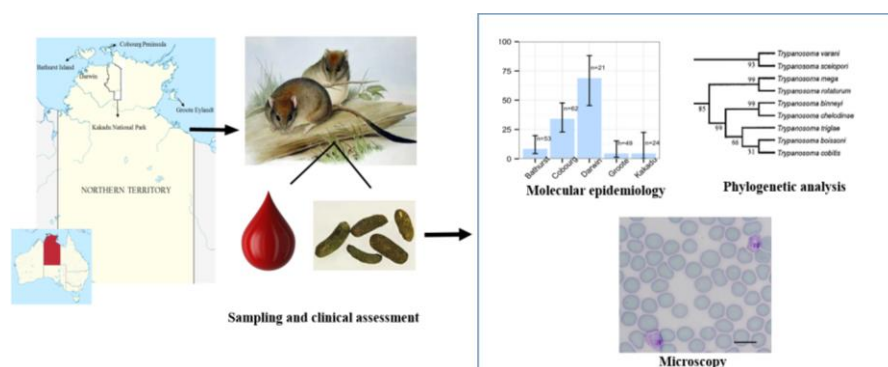 Cobourg Peninsula
Bathurst Island
Darwin
Groote Eylandt
Kakadu National Park
NORTHERN TERRITORY
Sampling and clinical assessment
100
75
50
25
0
n=53
n=62
n=21
n=48
n=24
Bathurst
Cobourg
Darwin
Groote
Kakadu
Molecular epidemiology
Trypanosoma varani
Trypanosoma scelopori
Trypanosoma mega
Trypanosoma rotatorum
Trypanosoma binneyi
Trypanosoma chelodinae
Trypanosoma triglae
Trypanosoma boissoni
Trypanosoma cobitis
93
99
85
99
99
98
51
Phylogenetic analysis
Microscopy